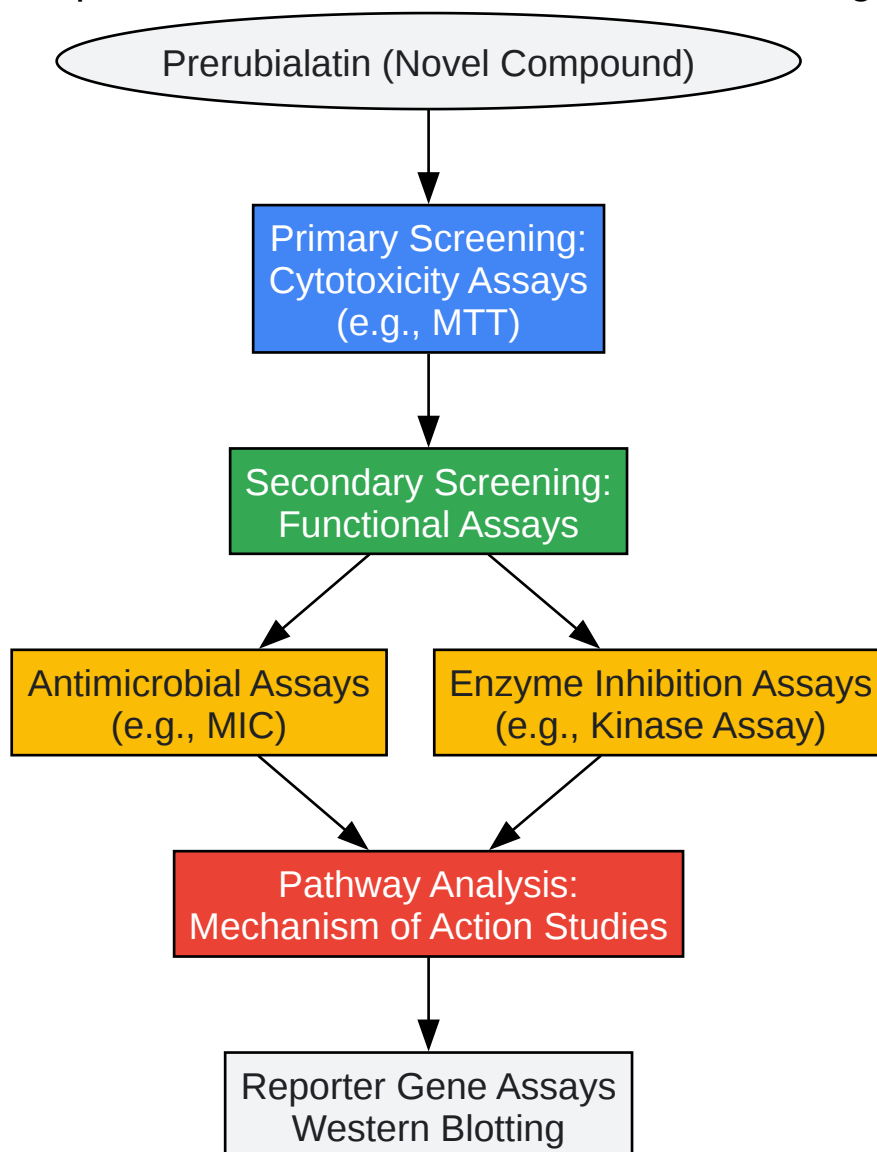 Prerubialatin (Novel Compound)
Primary Screening:
Cytotoxicity Assays
(e.g., MTT)
Secondary Screening:
Functional Assays
Antimicrobial Assays
(e.g., MIC)
Enzyme Inhibition Assays
(e.g., Kinase Assay)
Pathway Analysis:
Mechanism of Action Studies
Reporter Gene Assays
Western Blotting